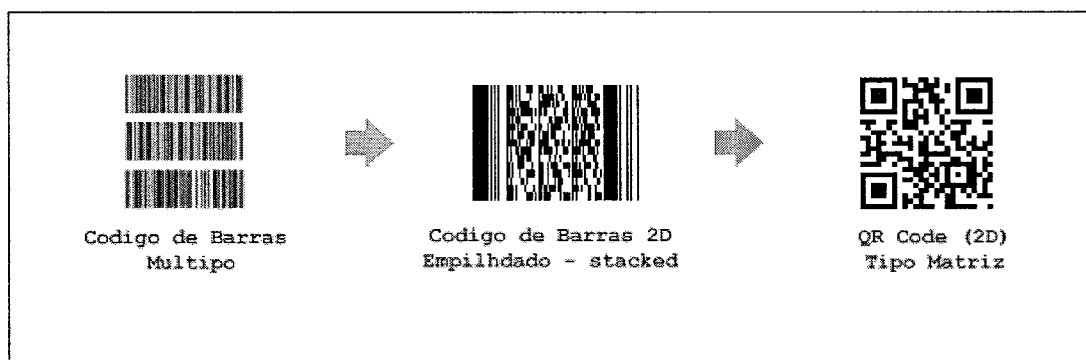 Codigo de Barras
Multipo
Codigo de Barras 2D
Empilhdado - stacked
QR Code (2D)
Tipo Matriz